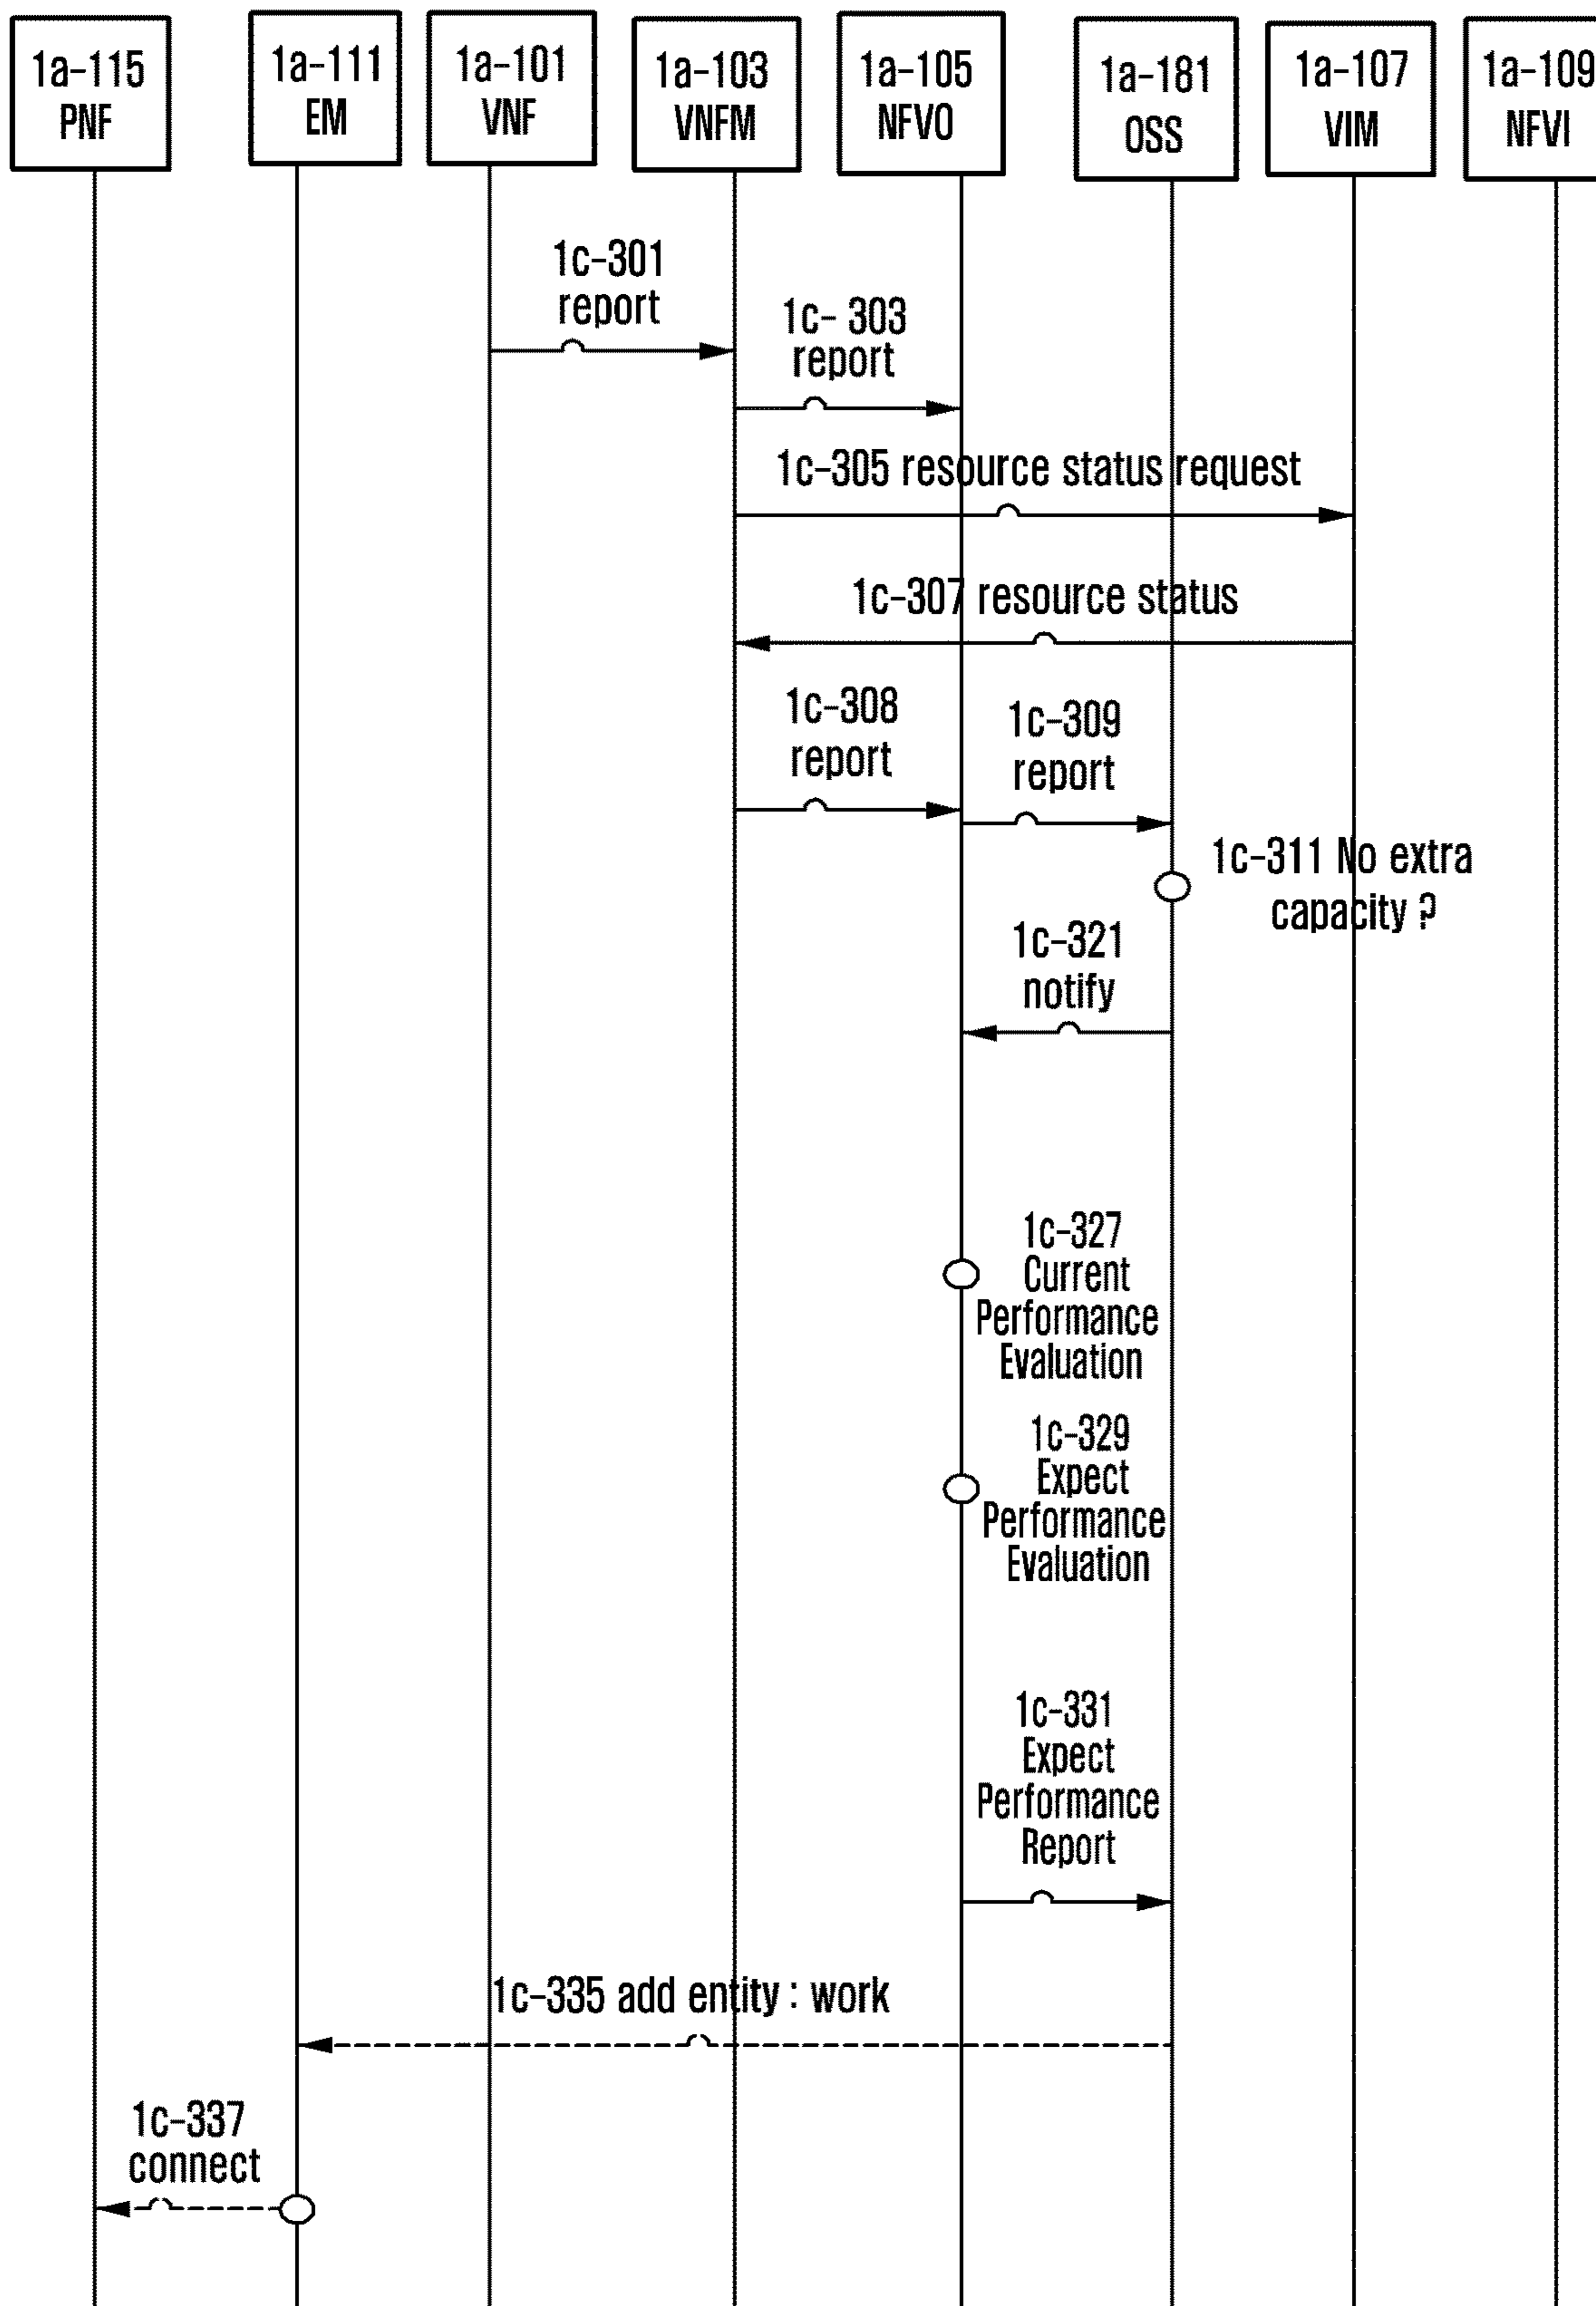 1a-115
PNF
1a-111
EM
1a-101
VNF
1a-103
VNFM
1a-105
NFVO
1a-181
OSS
1a-107
VIM
1a-109
NFVI
1c-301
report
1c- 303
report
1c-305 resource status request
1c-307 resource status
1c-308
report
1c-309
report
1c-311 No extra
capacity ?
1c-321
notify
1c-327
Current
Performance
Evaluation
1c-329
Expect
Performance
Evaluation
1c-331
Expect
Performance
Report
1c-335 add entity : work
1c-337
connect